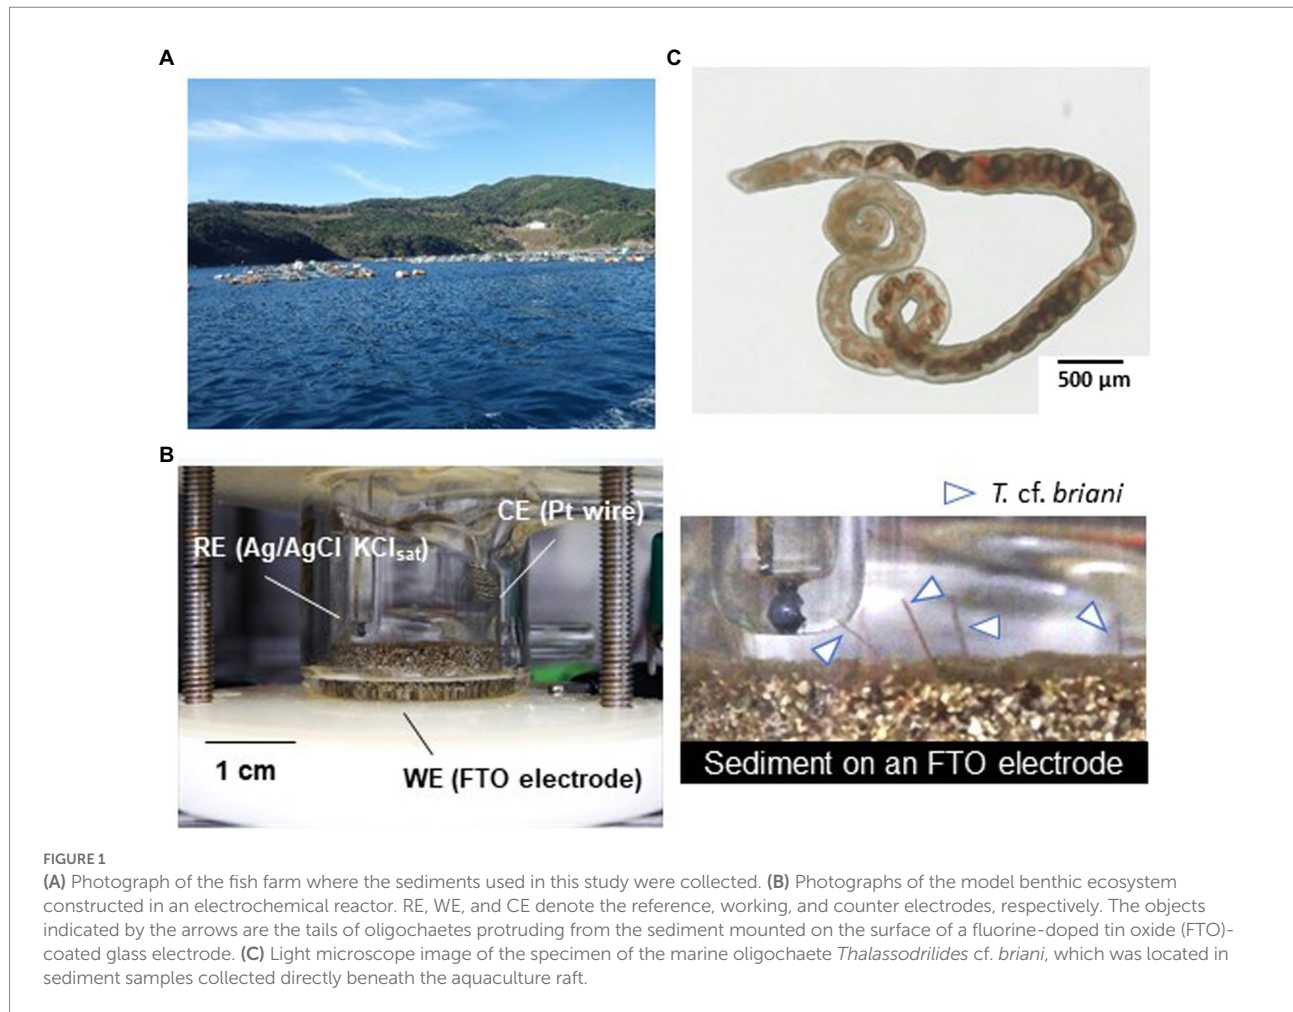 A
C
500 µm
B
CE (Pt wire)
RE (Ag/AgCl KClsat)
1 cm
WE (FTO electrode)
T. cf. briani
Sediment on an FTO electrode
FIGURE 1
(A) Photograph of the fish farm where the sediments used in this study were collected. (B) Photographs of the model benthic ecosystem
constructed in an electrochemical reactor. RE, WE, and CE denote the reference, working, and counter electrodes, respectively. The objects
indicated by the arrows are the tails of oligochaetes protruding from the sediment mounted on the surface of a fluorine-doped tin oxide (FTO)-
coated glass electrode. (C) Light microscope image of the specimen of the marine oligochaete Thalassodrilides cf. briani, which was located in
sediment samples collected directly beneath the aquaculture raft.